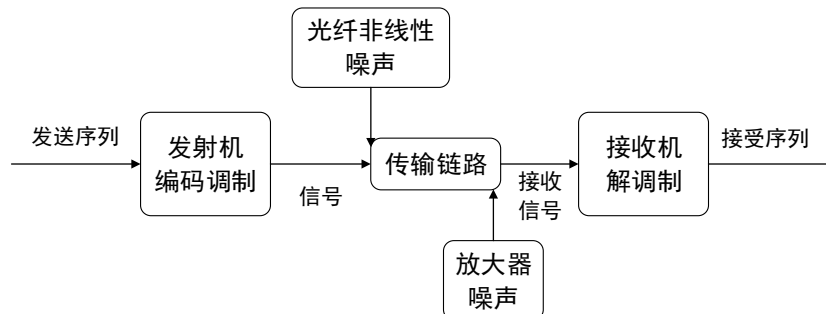 光纤非线性
噪声
发送序列
发射机
编码调制
信号
传输链路
接收
信号
接收机
解调制
接受序列
放大器
噪声